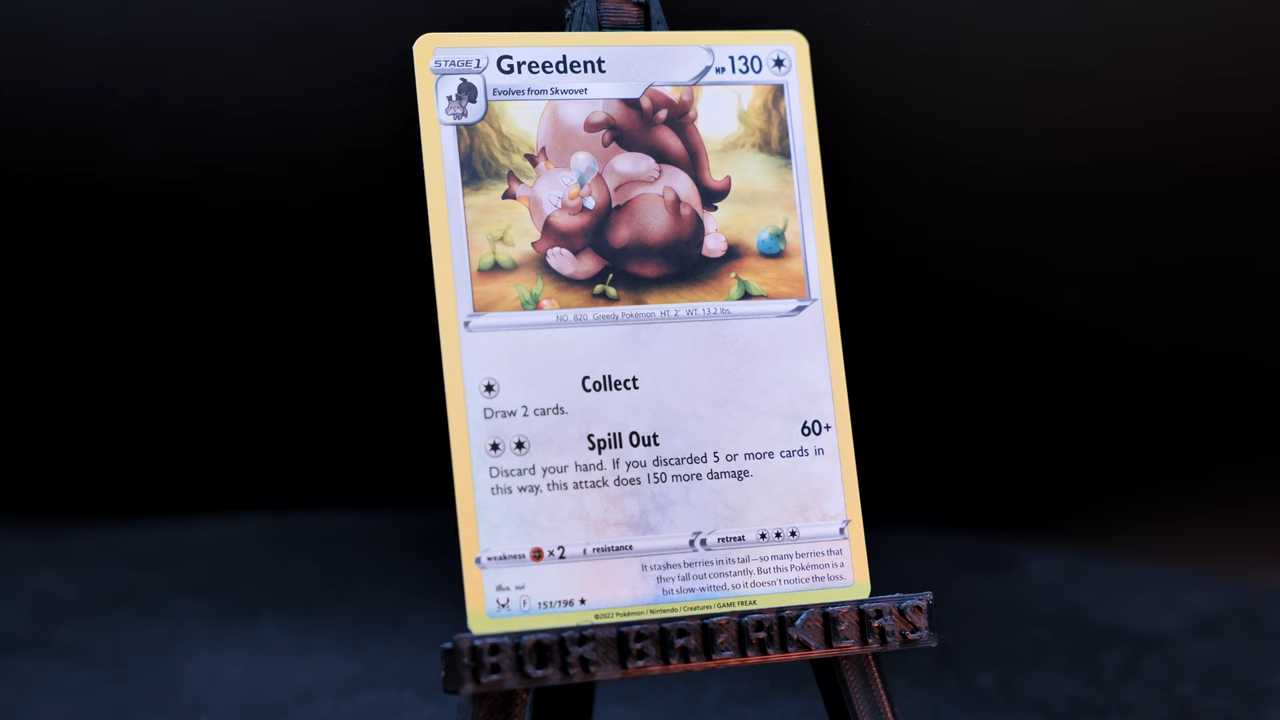 STAGE 1 Greedent HP 130
Evolves from Skwovet
NO. 820 Greedy Pokémon HT. 2' WT. 13.2 lbs.
Collect
Draw 2 cards.
Spill Out 60+
Discard your hand. If you discarded 5 or more cards in
this way, this attack does 150 more damage.
weakness ×2 resistance retreat
It stashes berries in its tail—so many berries that
they fall out constantly. But this Pokémon is a
bit slow-witted, so it doesn't notice the loss.
Illus. sui
F 151/196 ★
©2022 Pokémon / Nintendo / Creatures / GAME FREAK
BOX BREAKERS